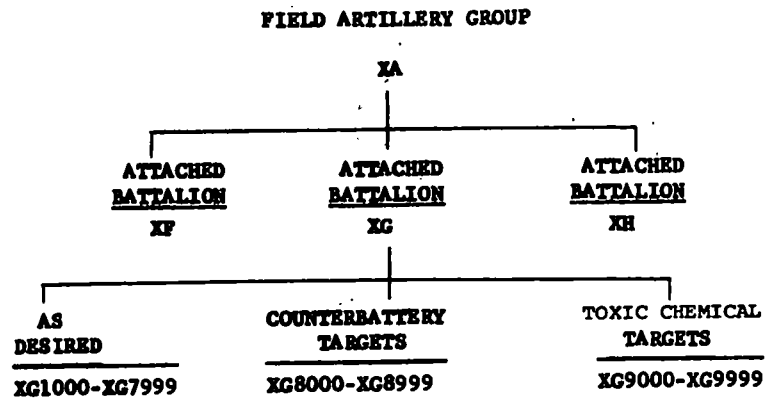 FIELD ARTILLERY GROUP
XA
ATTACHED
BATTALION
XF
ATTACHED
BATTALION
XG
ATTACHED
BATTALION
XH
AS
DESIRED
XG1000-XG7999
COUNTERBATTERY
TARGETS
XG8000-XG8999
TOXIC CHEMICAL
TARGETS
XG9000-XG9999